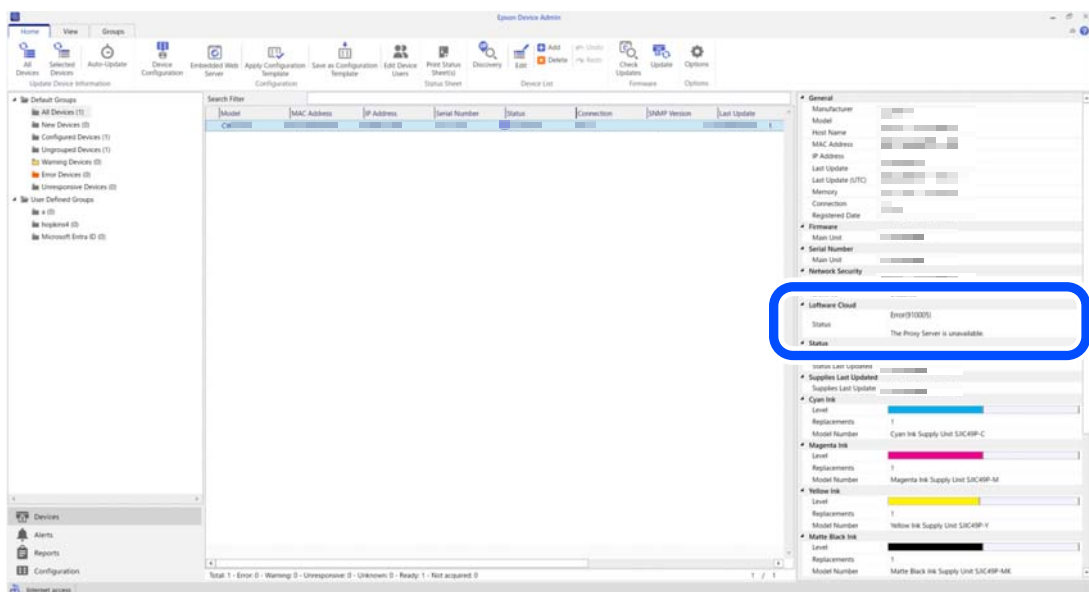 Epson Device Admin
Home View Groups
All Devices
Selected Devices
Auto-Update
Device Configuration
Embedded Web Server
Apply Configuration Template
Save as Configuration Template
Edit Device Users
Print Status Sheet(s)
Discovery
Edit
Add
Delete
Undo
Redo
Check Updates
Update
Options
Update Device Information
Configuration
Status Sheet
Device List
Firmware
Options
Default Groups
All Devices (1)
New Devices (0)
Configured Devices (1)
Ungrouped Devices (1)
Warning Devices (0)
Error Devices (0)
Unresponsive Devices (0)
User Defined Groups
a (0)
hopkins4 (0)
Microsoft Entra ID (0)
Devices
Alerts
Reports
Configuration
Internet access
Search Filter
Model MAC Address IP Address Serial Number Status Connection SNMP Version Last Update
Total: 1 - Error: 0 - Warning: 0 - Unresponsive: 0 - Unknown: 0 - Ready: 1 - Not acquired: 0
1 / 1
General
Manufacturer
Model
Host Name
MAC Address
IP Address
Last Update
Last Update (UTC)
Memory
Connection
Registered Date
Firmware
Main Unit
Serial Number
Main Unit
Network Security
Loftware Cloud
Error(910005)
Status
The Proxy Server is unavailable.
Status
Status Last Updated
Supplies Last Updated
Supplies Last Update
Cyan Ink
Level
Replacements 1
Model Number Cyan Ink Supply Unit SJIC49P-C
Magenta Ink
Level
Replacements 1
Model Number Magenta Ink Supply Unit SJIC49P-M
Yellow Ink
Level
Replacements 1
Model Number Yellow Ink Supply Unit SJIC49P-Y
Matte Black Ink
Level
Replacements 1
Model Number Matte Black Ink Supply Unit SJIC49P-MK